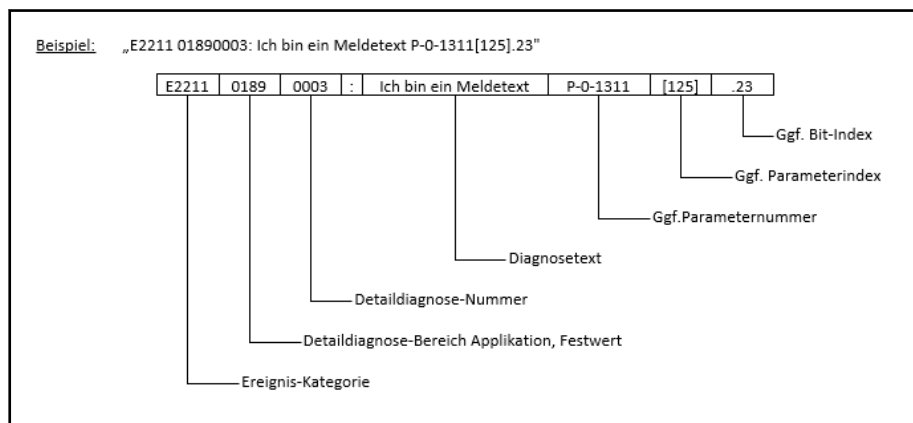 Beispiel: „E2211 01890003: Ich bin ein Meldetext P-0-1311[125].23"
E2211 0189 0003 : Ich bin ein Meldetext P-0-1311 [125] .23
Ggf. Bit-Index
Ggf. Parameterindex
Ggf.Parameternummer
Diagnosetext
Detaildiagnose-Nummer
Detaildiagnose-Bereich Applikation, Festwert
Ereignis-Kategorie